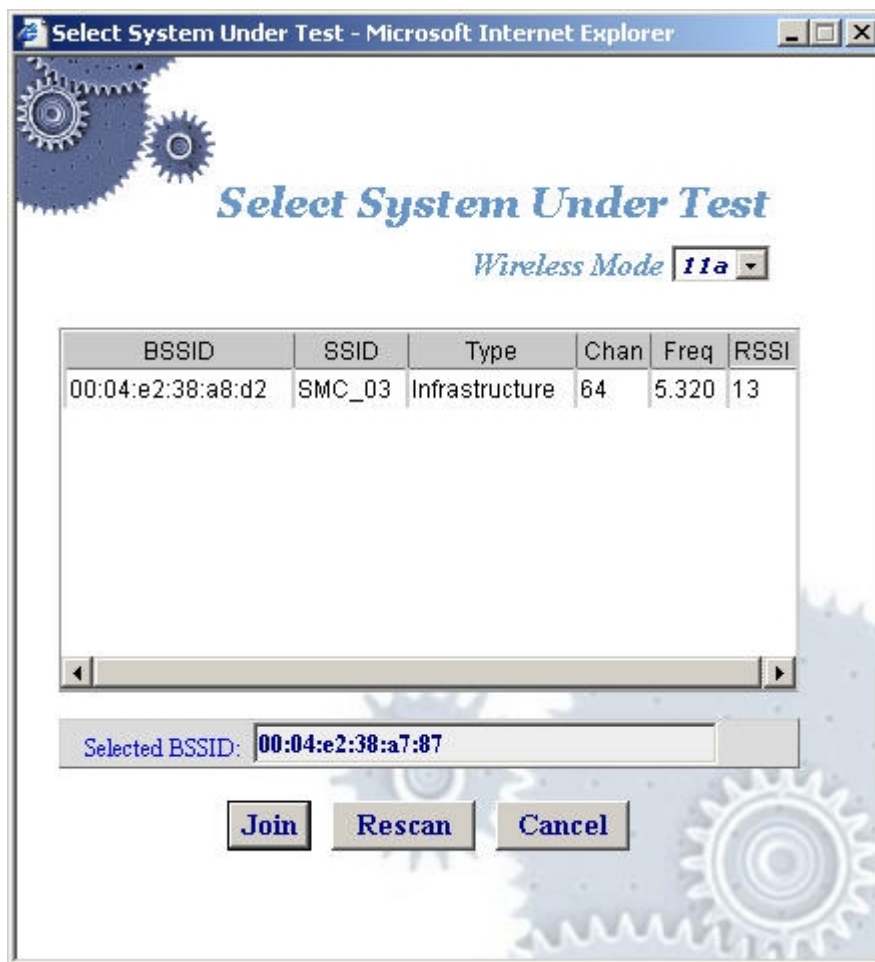 Select System Under Test - Microsoft Internet Explorer
Select System Under Test
Wireless Mode 11a
BSSID SSID Type Chan Freq RSSI
00:04:e2:38:a8:d2 SMC_03 Infrastructure 64 5.320 13
Selected BSSID: 00:04:e2:38:a7:87
Join Rescan Cancel